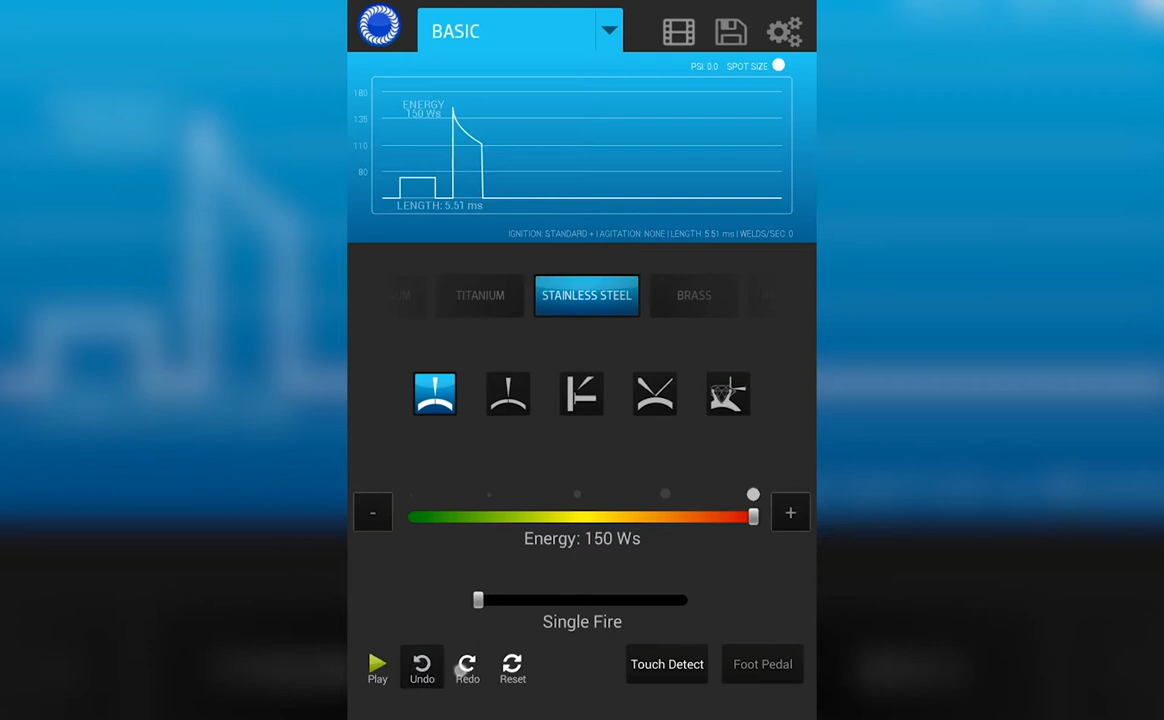 BASIC
PSI: 0.0 SPOT SIZE:
180
ENERGY
150 Ws
135
110
80
LENGTH: 5.51 ms
IGNITION: STANDARD + | AGITATION: NONE | LENGTH: 5.51 ms | WELDS/SEC: 0
UM TITANIUM STAINLESS STEEL BRASS
- +
Energy: 150 Ws
Single Fire
Play Undo Redo Reset Touch Detect Foot Pedal